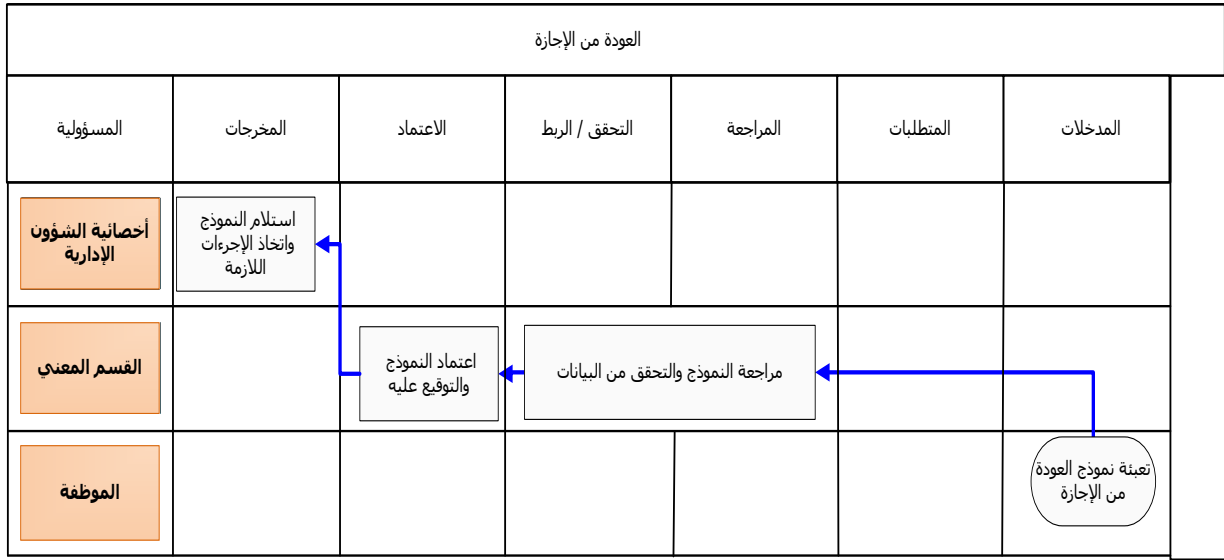 العودة من الإجازة
المدخلات
المتطلبات
المراجعة
التحقق / الربط
الاعتماد
المخرجات
المسؤولية
أخصائية الشؤون
الإدارية
استلام النموذج
واتخاذ الإجرءات
اللازمة
القسم المعني
مراجعة النموذج والتحقق من البيانات
اعتماد النموذج
والتوقيع عليه
الموظفة
تعبئة نموذج العودة
من الإجازة